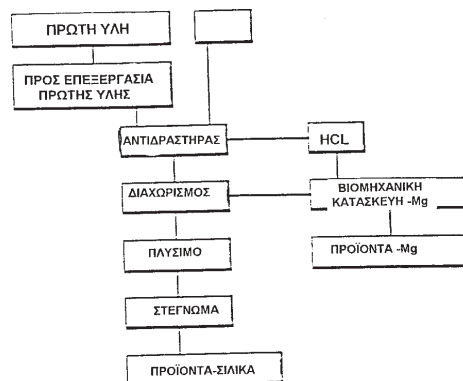 ΠΡΩΤΗ ΥΛΗ
ΠΡΟΣ ΕΠΕΞΕΡΓΑΣΙΑ
ΠΡΩΤΗΣ ΥΛΗΣ
ΑΝΤΙΔΡΑΣΤΗΡΑΣ
HCL
ΔΙΑΧΩΡΙΣΜΟΣ
ΒΙΟΜΗΧΑΝΙΚΗ
ΚΑΤΑΣΚΕΥΗ -Mg
ΠΛΥΣΙΜΟ
ΠΡΟΪΟΝΤΑ -Mg
ΣΤΕΓΝΩΜΑ
ΠΡΟΪΟΝΤΑ-ΣΙΛΙΚΑ